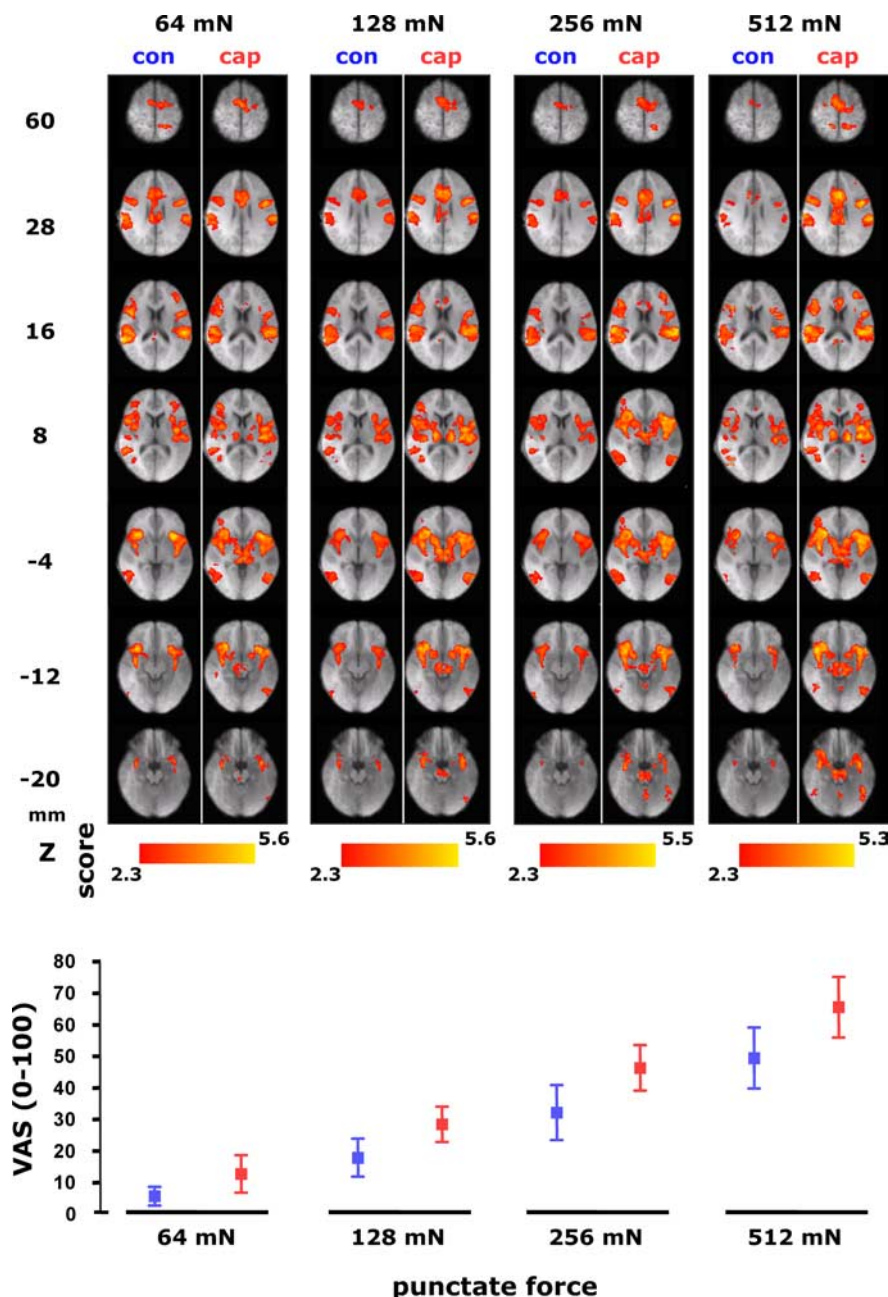 64 mN 128 mN 256 mN 512 mN
con cap con cap con cap con cap
60
28
16
8
-4
-12
-20
mm
Z score
5.6 5.6 5.5 5.3
2.3 2.3 2.3 2.3
80
70
60
50
40
30
20
10
0
VAS (0-100)
64 mN 128 mN 256 mN 512 mN
punctate force